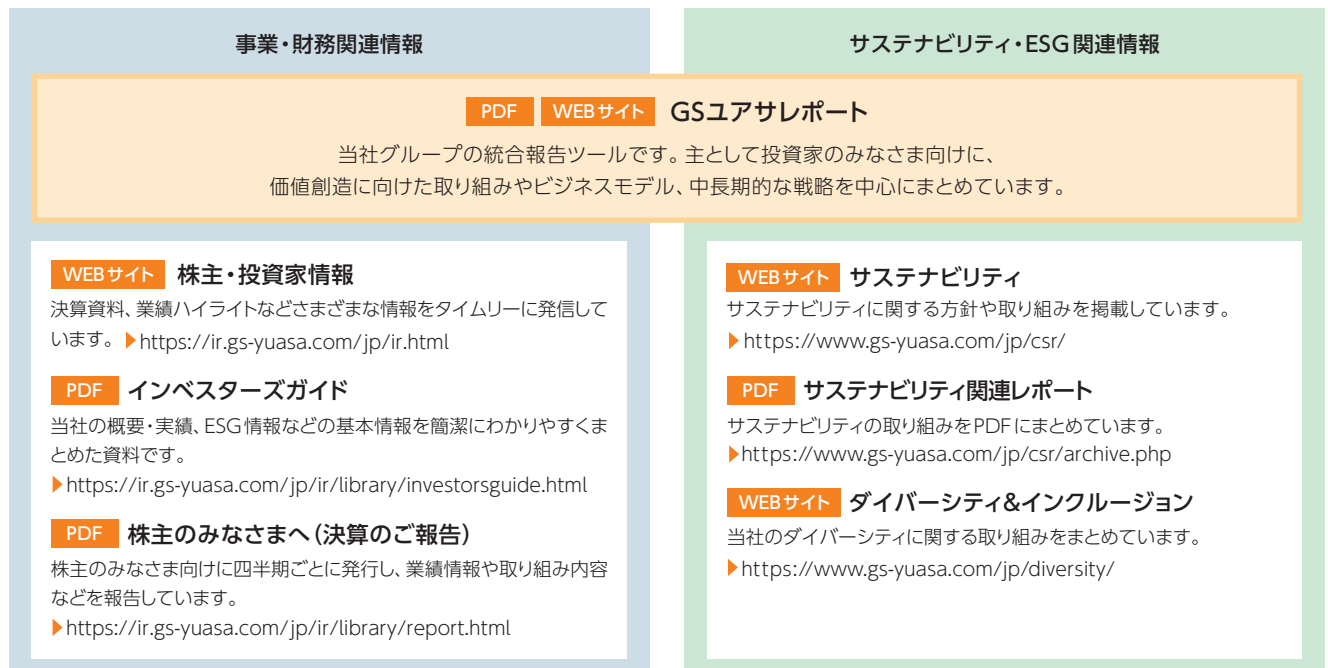 事業・財務関連情報
サステナビリティ・ESG関連情報
PDF WEBサイト GSユアサレポート
当社グループの統合報告ツールです。主として投資家のみなさま向けに、
価値創造に向けた取り組みやビジネスモデル、中長期的な戦略を中心にまとめています。
WEBサイト 株主・投資家情報
決算資料、業績ハイライトなどさまざまな情報をタイムリーに発信して
います。 ▶https://ir.gs-yuasa.com/jp/ir.html
PDF インベスターズガイド
当社の概要・実績、ESG情報などの基本情報を簡潔にわかりやすくま
とめた資料です。
▶https://ir.gs-yuasa.com/jp/ir/library/investorsguide.html
PDF 株主のみなさまへ(決算のご報告)
株主のみなさま向けに四半期ごとに発行し、業績情報や取り組み内容
などを報告しています。
▶https://ir.gs-yuasa.com/jp/ir/library/report.html
WEBサイト サステナビリティ
サステナビリティに関する方針や取り組みを掲載しています。
▶https://www.gs-yuasa.com/jp/csr/
PDF サステナビリティ関連レポート
サステナビリティの取り組みをPDFにまとめています。
▶https://www.gs-yuasa.com/jp/csr/archive.php
WEBサイト ダイバーシティ&インクルージョン
当社のダイバーシティに関する取り組みをまとめています。
▶https://www.gs-yuasa.com/jp/diversity/